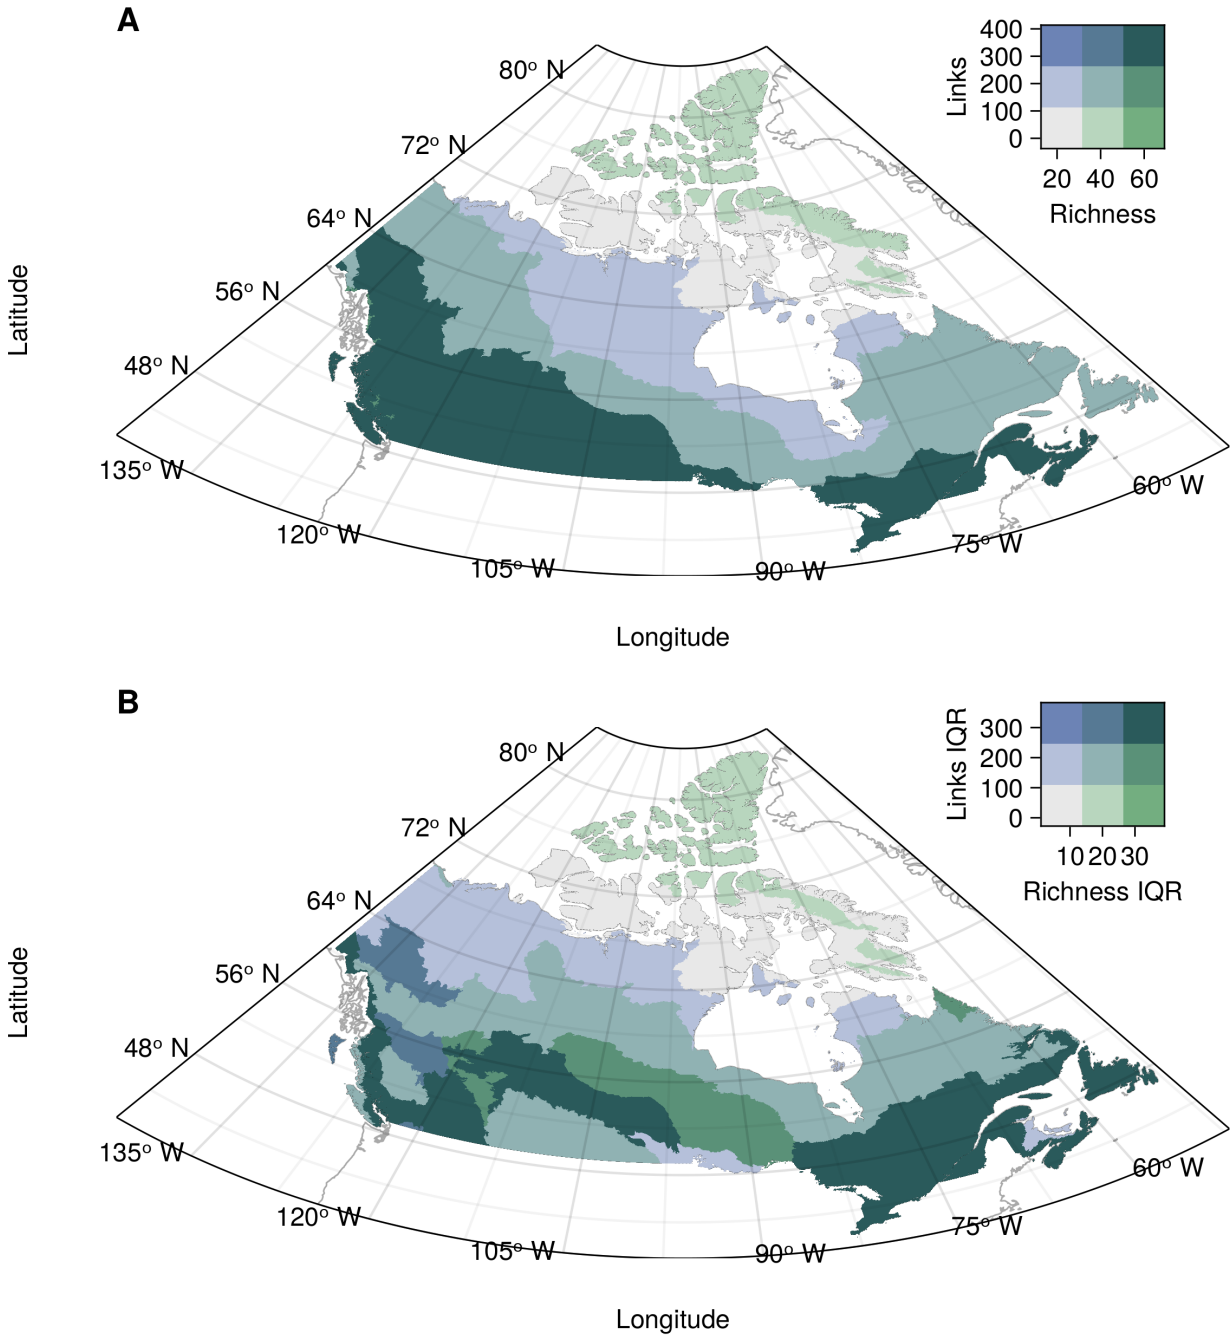 A
80° N
72° N
64° N
56° N
48° N
135° W
120° W
105° W
90° W
75° W
60° W
Latitude
Longitude
Links
400
300
200
100
0
20 40 60
Richness
B
80° N
72° N
64° N
56° N
48° N
135° W
120° W
105° W
90° W
75° W
60° W
Latitude
Longitude
Links IQR
300
200
100
0
10 20 30
Richness IQR